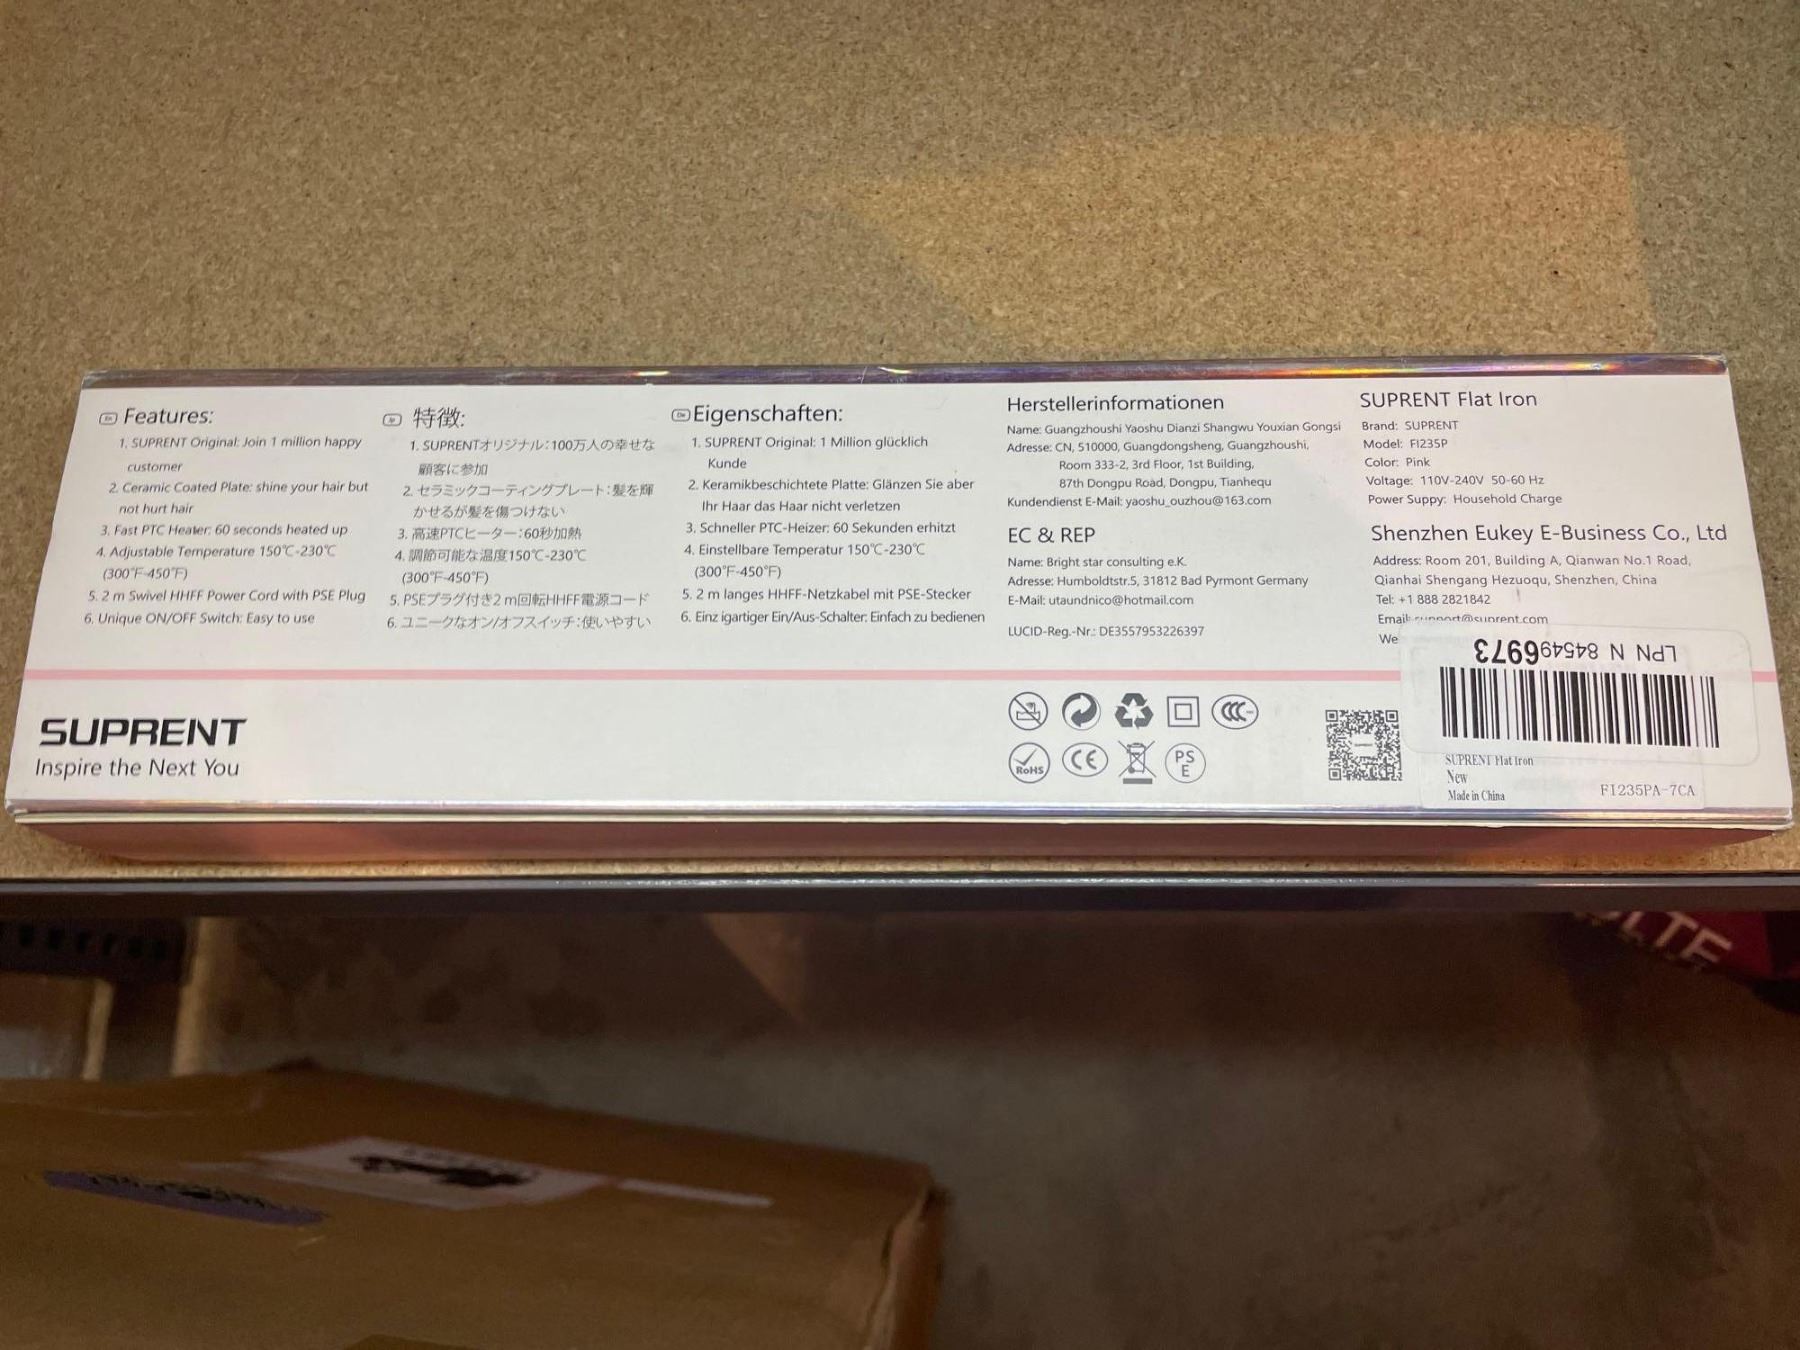 En Features:
1. SUPRENT Original: Join 1 million happy
customer
2. Ceramic Coated Plate: shine your hair but
not hurt hair
3. Fast PTC Heater: 60 seconds heated up
4. Adjustable Temperature 150℃-230℃
(300℉-450℉)
5. 2 m Swivel HHFF Power Cord with PSE Plug
6. Unique ON/OFF Switch: Easy to use
特徴:
1. SUPRENTオリジナル:100万人の幸せな
顧客に参加
2. セラミックコーティングプレート:髪を輝
かせるが髪を傷つけない
3. 高速PTCヒーター:60秒加熱
4. 調節可能な温度150℃-230℃
(300℉-450℉)
5. PSEプラグ付き2 m回転HHFF電源コード
6. ユニークなオン/オフスイッチ:使いやすい
De Eigenschaften:
1. SUPRENT Original: 1 Million glücklich
Kunde
2. Keramikbeschichtete Platte: Glänzen Sie aber
Ihr Haar das Haar nicht verletzen
3. Schneller PTC-Heizer: 60 Sekunden erhitzt
4. Einstellbare Temperatur 150℃-230℃
(300℉-450℉)
5. 2 m langes HHFF-Netzkabel mit PSE-Stecker
6. Einz igartiger Ein/Aus-Schalter: Einfach zu bedienen
Herstellerinformationen
Name: Guangzhoushi Yaoshu Dianzi Shangwu Youxian Gongsi
Adresse: CN, 510000, Guangdongsheng, Guangzhoushi,
Room 333-2, 3rd Floor, 1st Building,
87th Dongpu Road, Dongpu, Tianhequ
Kundendienst E-Mail: yaoshu_ouzhou@163.com
EC & REP
Name: Bright star consulting e.K.
Adresse: Humboldtstr.5, 31812 Bad Pyrmont Germany
E-Mail: utaundnico@hotmail.com
LUCID-Reg.-Nr.: DE3557953226397
SUPRENT Flat Iron
Brand: SUPRENT
Model: FI235P
Color: Pink
Voltage: 110V-240V 50-60 Hz
Power Suppy: Household Charge
Shenzhen Eukey E-Business Co., Ltd
Address: Room 201, Building A, Qianwan No.1 Road,
Qianhai Shengang Hezuoqu, Shenzhen, China
Tel: +1 888 2821842
Email: support@suprent.com
We
LPN N 845496973
SUPRENT Flat Iron
New
Made in China
FI235PA-7CA
SUPRENT
Inspire the Next You
CCC
RoHS
CE
PS
E
LTE